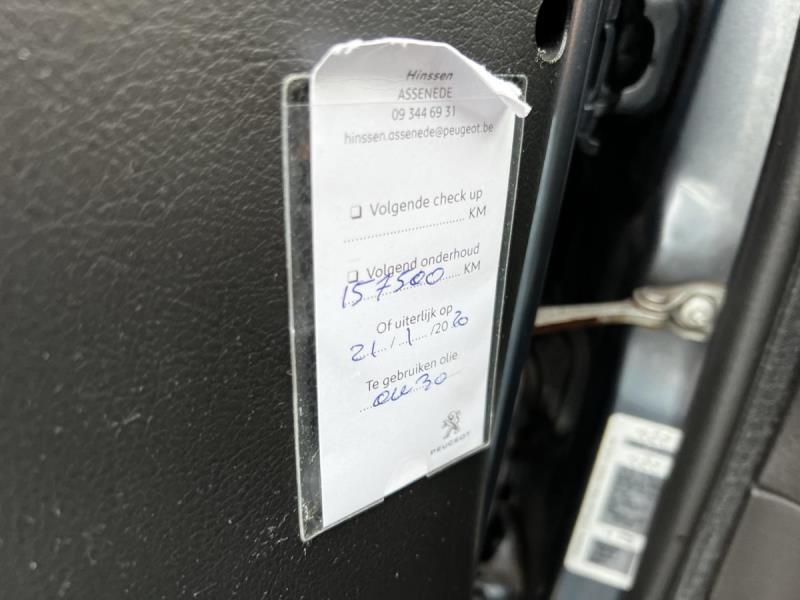 Hinssen
ASSENEDE
09 344 69 31
hinssen.assenede@peugeot.be
❏ Volgende check up
................................ KM
❏ Volgend onderhoud
157500 KM
Of uiterlijk op
21 / 1 /2020
Te gebruiken olie
0W30
PEUGEOT